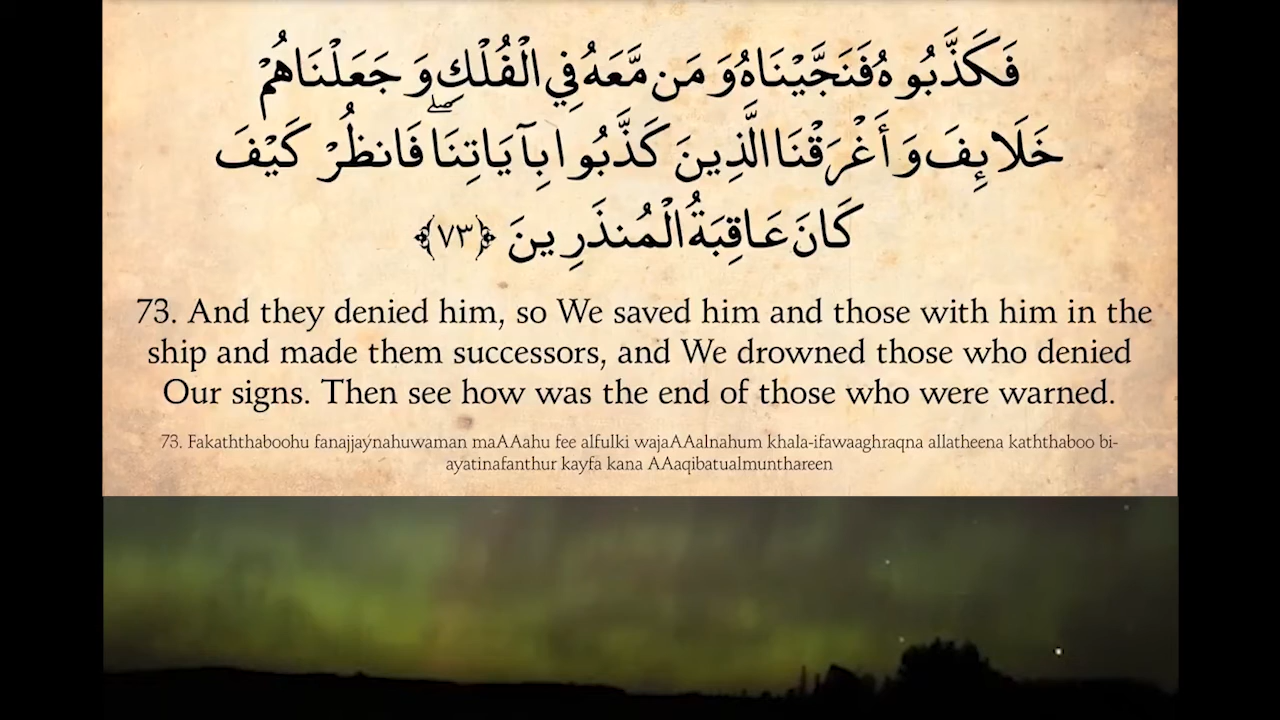 فَكَذَّبُوهُ فَنَجَّيْنَاهُ وَمَن مَّعَهُ فِي الْفُلْكِ وَجَعَلْنَاهُمْ
خَلَائِفَ وَأَغْرَقْنَا الَّذِينَ كَذَّبُوا بِآيَاتِنَا ۖ فَانظُرْ كَيْفَ
كَانَ عَاقِبَةُ الْمُنذَرِينَ ﴿٧٣﴾
73. And they denied him, so We saved him and those with him in the
ship and made them successors, and We drowned those who denied
Our signs. Then see how was the end of those who were warned.
73. Fakaththaboohu fanajjaynahuwaman maAAahu fee alfulki wajaAAalnahum khala-ifawaaghraqna allatheena kaththaboo bi-
ayatinafanthur kayfa kana AAaqibatualmunthareen